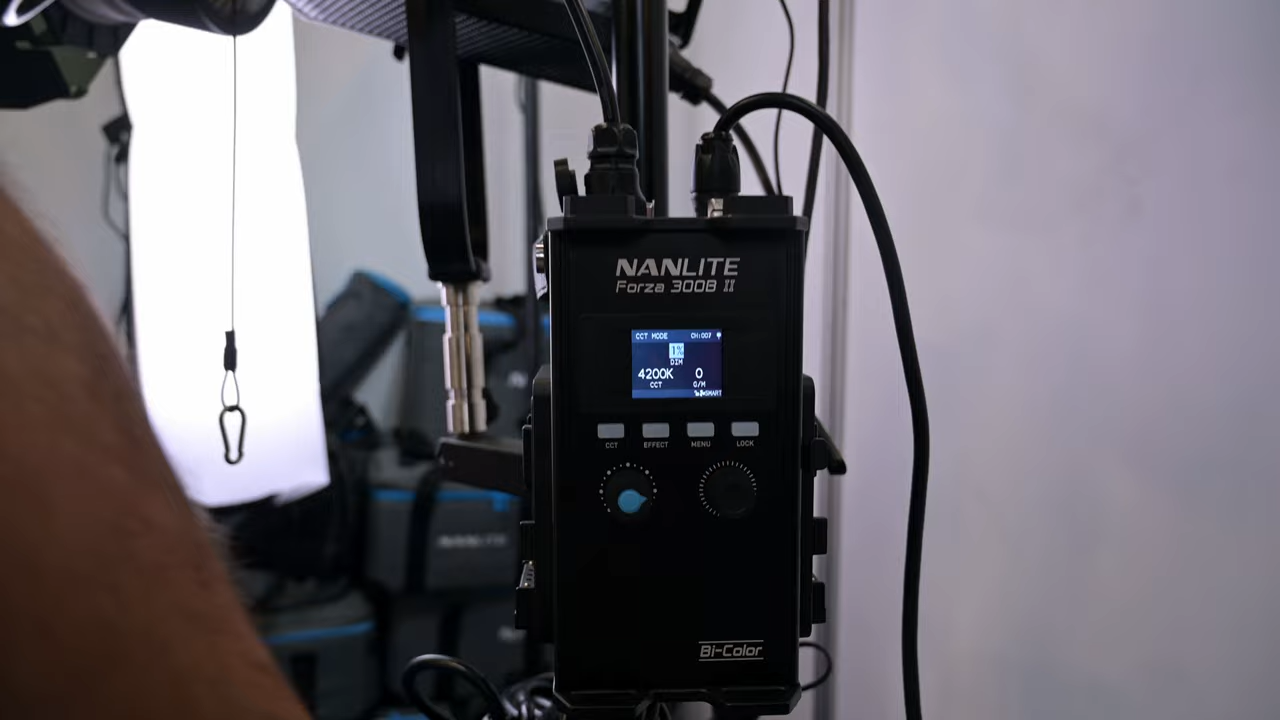 NANLITE
Forza 300B II
CCT MODE CH:007
1%
DIM
4200K 0
CCT G/M
SMART
CCT EFFECT MENU LOCK
Bi-Color
NANLITE